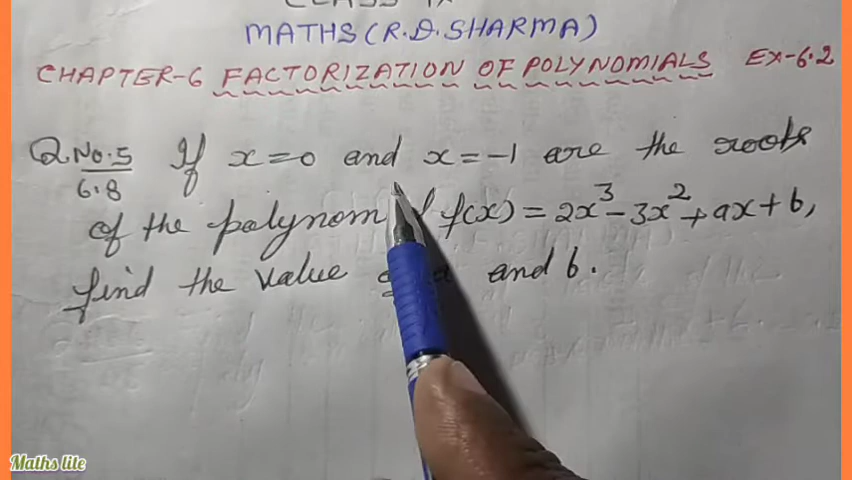 MATHS (R.D. SHARMA)
CHAPTER-6 FACTORIZATION OF POLYNOMIALS EX-6.2
Q.No.5 If x=0 and x=-1 are the roots
6.8
of the polynom f(x) = 2x³-3x²+ax+b,
find the value and b.
Maths lite